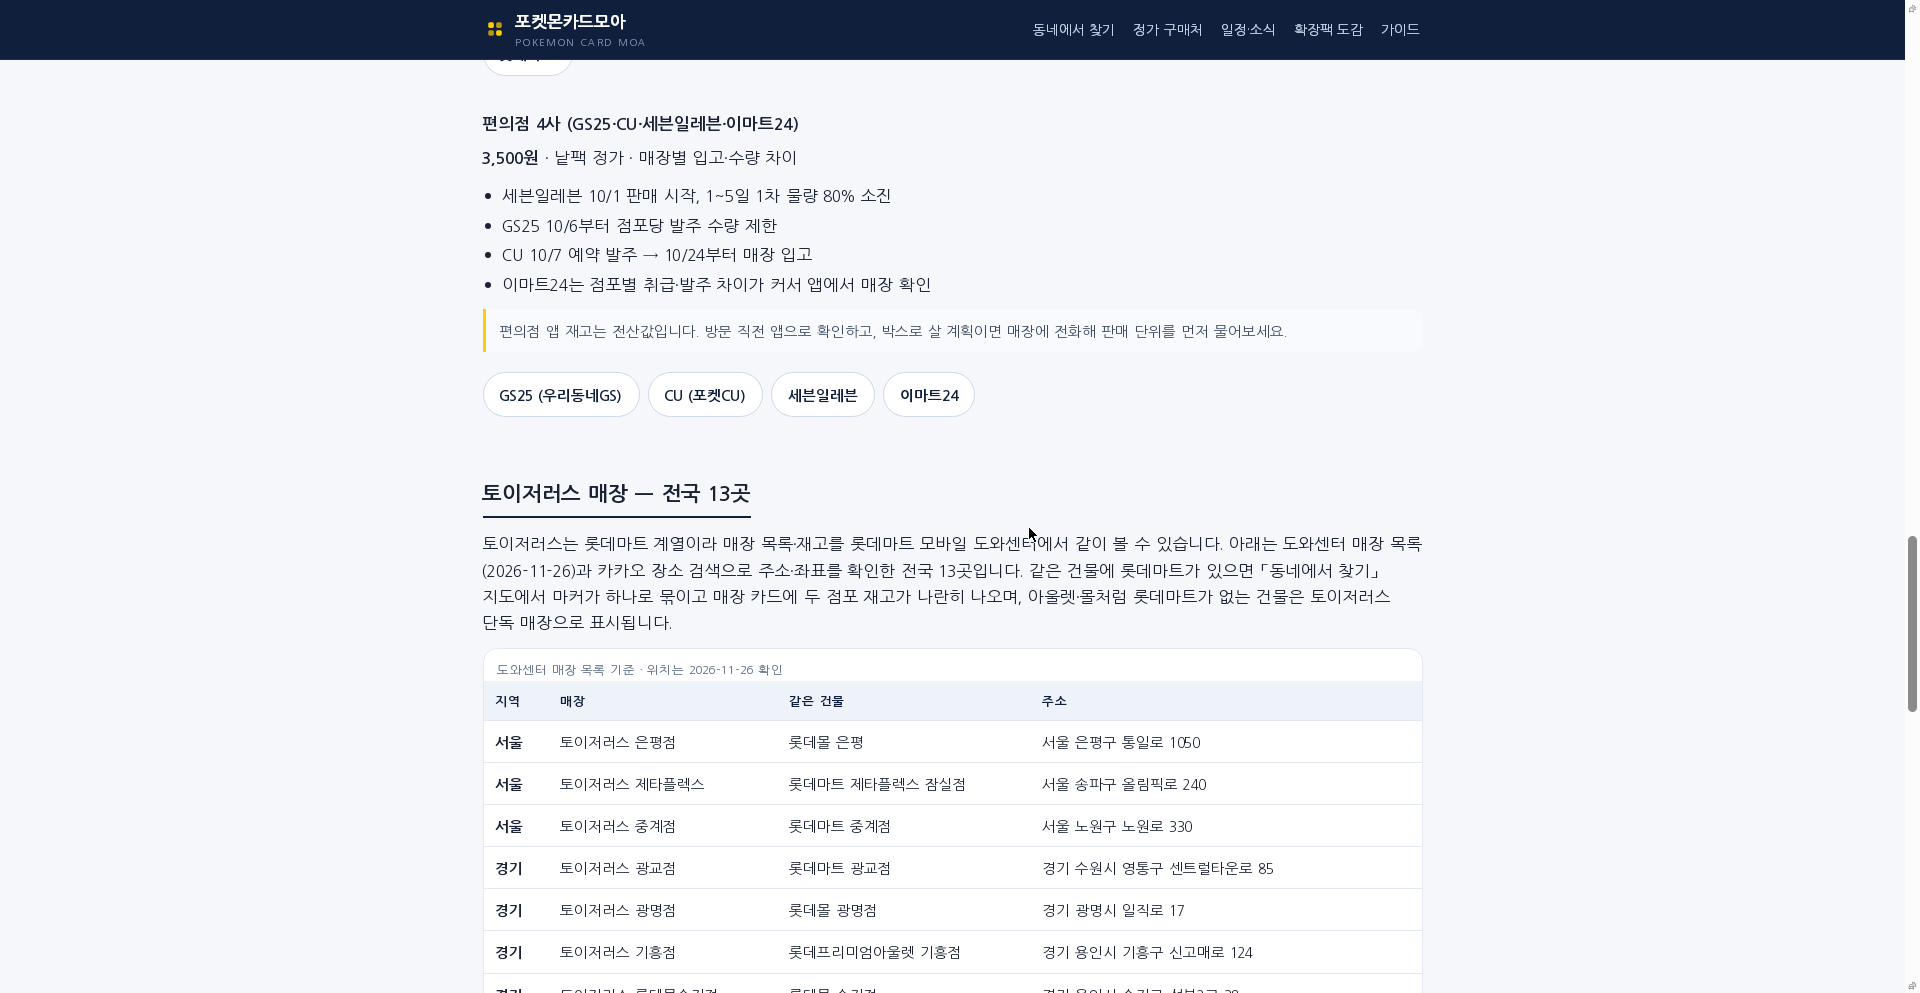 포켓몬카드모아
POKEMON CARD MOA
동네에서 찾기 정가 구매처 일정·소식 확장팩 도감 가이드
편의점 4사 (GS25·CU·세븐일레븐·이마트24)
3,500원 · 낱팩 정가 · 매장별 입고·수량 차이
세븐일레븐 10/1 판매 시작, 1~5일 1차 물량 80% 소진
GS25 10/6부터 점포당 발주 수량 제한
CU 10/7 예약 발주 → 10/24부터 매장 입고
이마트24는 점포별 취급·발주 차이가 커서 앱에서 매장 확인
편의점 앱 재고는 전산값입니다. 방문 직전 앱으로 확인하고, 박스로 살 계획이면 매장에 전화해 판매 단위를 먼저 물어보세요.
GS25 (우리동네GS) CU (포켓CU) 세븐일레븐 이마트24
토이저러스 매장 — 전국 13곳
토이저러스는 롯데마트 계열이라 매장 목록·재고를 롯데마트 모바일 도와센터에서 같이 볼 수 있습니다. 아래는 도와센터 매장 목록
(2026-11-26)과 카카오 장소 검색으로 주소·좌표를 확인한 전국 13곳입니다. 같은 건물에 롯데마트가 있으면 「동네에서 찾기」
지도에서 마커가 하나로 묶이고 매장 카드에 두 점포 재고가 나란히 나오며, 아울렛·몰처럼 롯데마트가 없는 건물은 토이저러스
단독 매장으로 표시됩니다.
도와센터 매장 목록 기준 · 위치는 2026-11-26 확인
지역 매장 같은 건물 주소
서울 토이저러스 은평점 롯데몰 은평 서울 은평구 통일로 1050
서울 토이저러스 제타플렉스 롯데마트 제타플렉스 잠실점 서울 송파구 올림픽로 240
서울 토이저러스 중계점 롯데마트 중계점 서울 노원구 노원로 330
경기 토이저러스 광교점 롯데마트 광교점 경기 수원시 영통구 센트럴타운로 85
경기 토이저러스 광명점 롯데몰 광명점 경기 광명시 일직로 17
경기 토이저러스 기흥점 롯데프리미엄아울렛 기흥점 경기 용인시 기흥구 신고매로 124